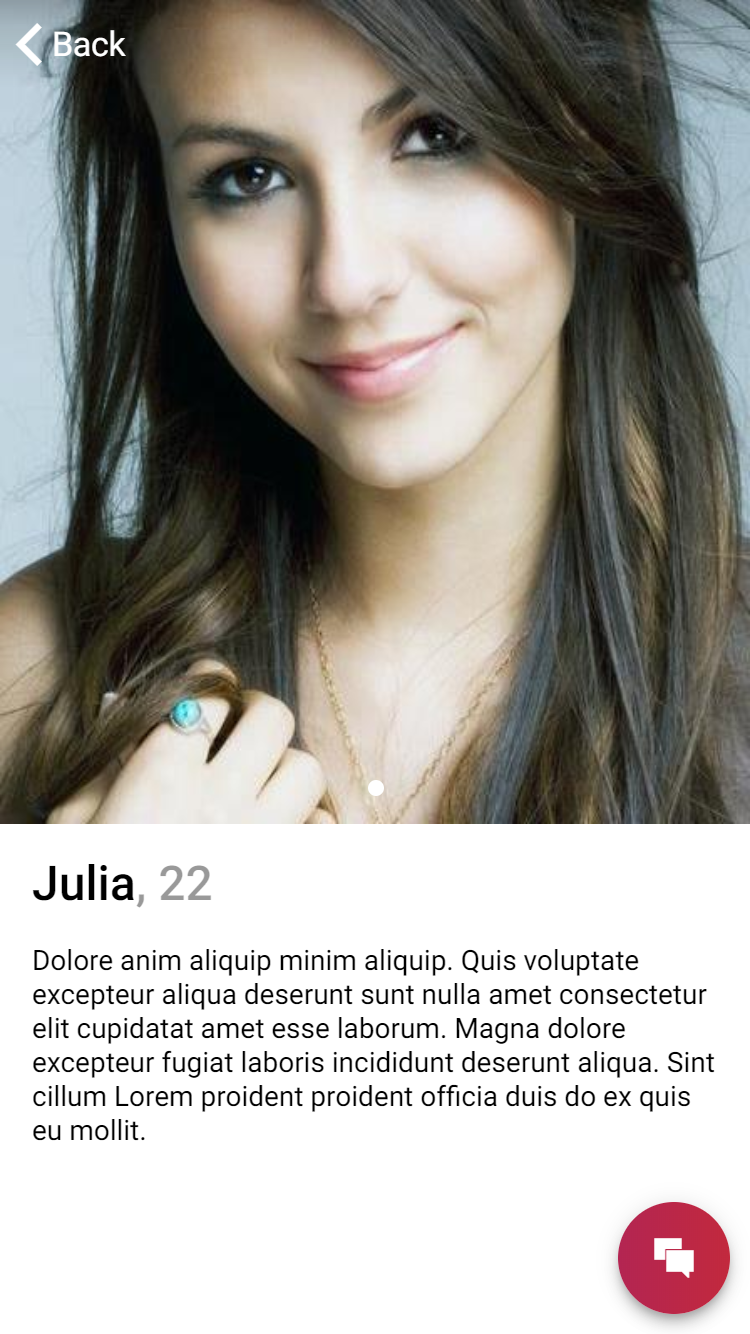 Back
Julia, 22
Dolore anim aliquip minim aliquip. Quis voluptate
excepteur aliqua deserunt sunt nulla amet consectetur
elit cupidatat amet esse laborum. Magna dolore
excepteur fugiat laboris incididunt deserunt aliqua. Sint
cillum Lorem proident proident officia duis do ex quis
eu mollit.